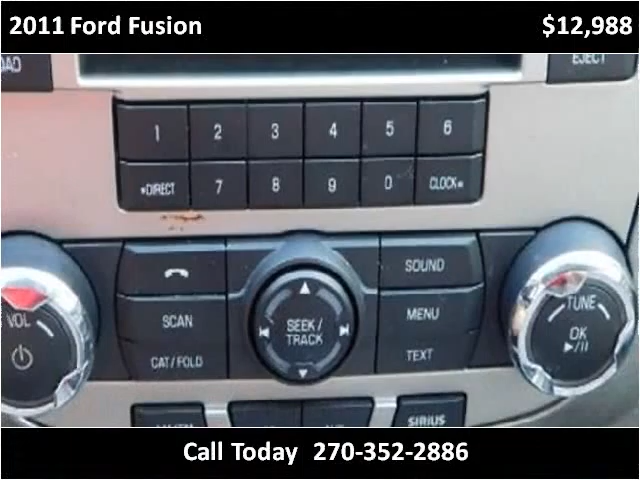 2011 Ford Fusion $12,988
EJECT
1 2 3 4 5 6
*DIRECT 7 8 9 0 CLOCK*
SOUND
VOL SCAN SEEK/ MENU TUNE
TRACK OK
CAT/FOLD TEXT ►/II
SIRIUS
Call Today 270-352-2886